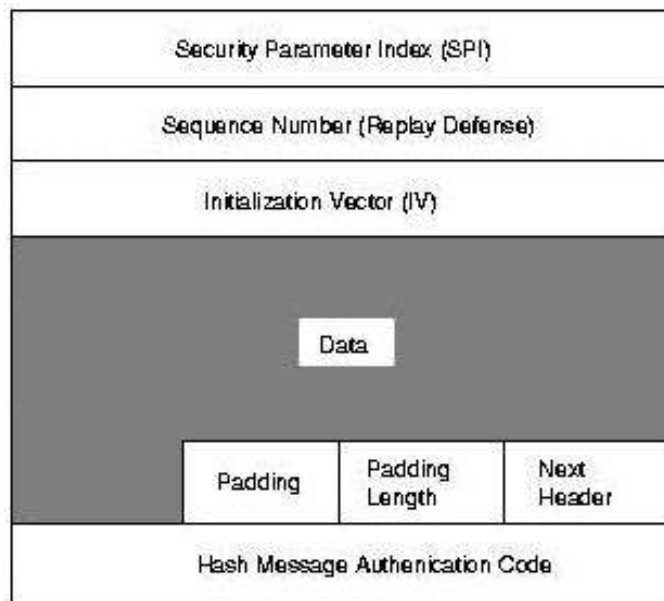 Security Parameter Index (SPI)
Sequence Number (Replay Defense)
Initialization Vector (IV)
Data
Padding
Padding
Length
Next
Header
Hash Message Authenication Code